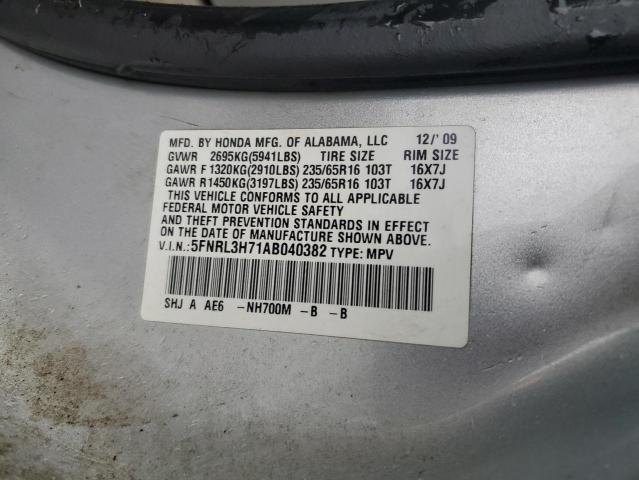 MFD. BY HONDA MFG. OF ALABAMA, LLC 12/'09
GVWR 2695KG(5941LBS) TIRE SIZE RIM SIZE
GAWR F 1320KG(2910LBS) 235/65R16 103T 16X7J
GAWR R1450KG(3197LBS) 235/65R16 103T 16X7J
THIS VEHICLE CONFORMS TO ALL APPLICABLE
FEDERAL MOTOR VEHICLE SAFETY
AND THEFT PREVENTION STANDARDS IN EFFECT
ON THE DATE OF MANUFACTURE SHOWN ABOVE.
V.I.N.: 5FNRL3H71AB040382 TYPE: MPV
SHJ A AE6 -NH700M -B -B